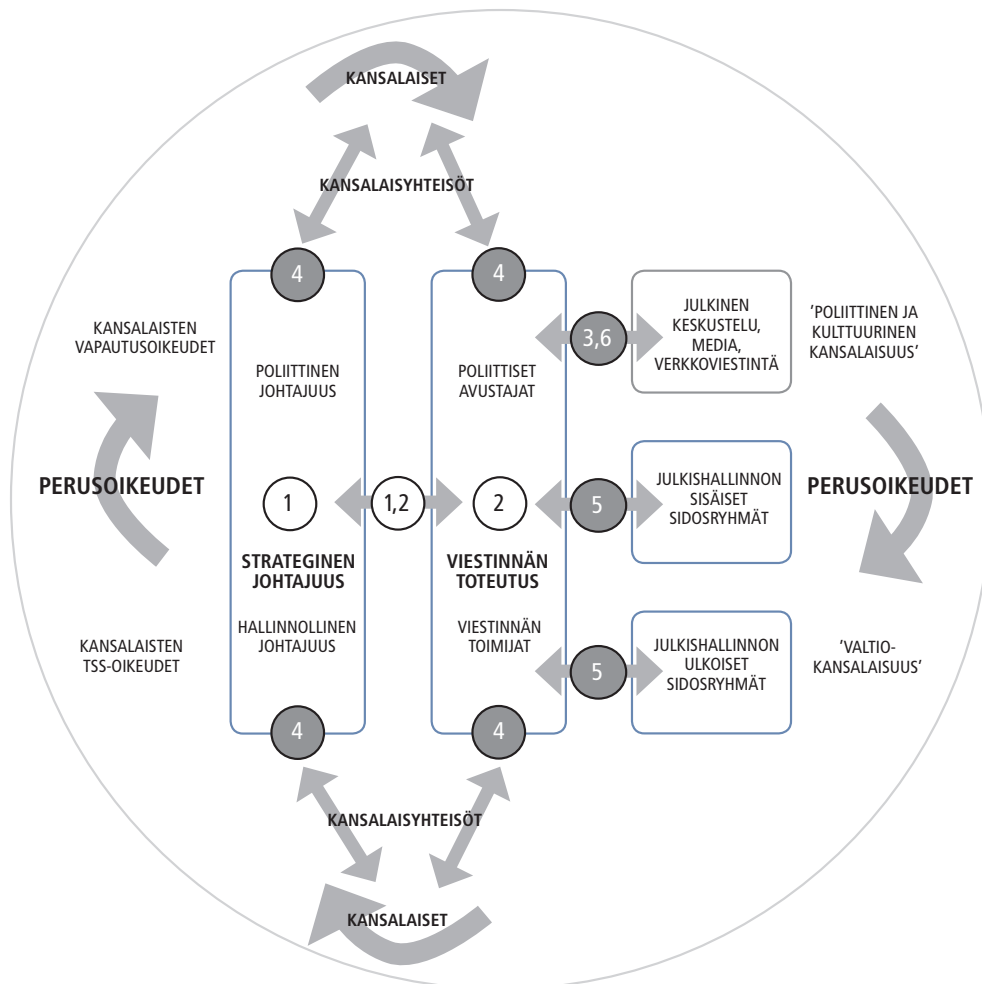 KANSALAISET
KANSALAISYHTEISÖT
4
4
KANSALAISTEN
VAPAUTUSOIKEUDET
POLIITTINEN
JOHTAJUUS
POLIITTISET
AVUSTAJAT
3,6
JULKINEN
KESKUSTELU,
MEDIA,
VERKKOVIESTINTÄ
'POLIITTINEN JA
KULTTUURINEN
KANSALAISUUS'
PERUSOIKEUDET
1
1,2
2
5
JULKISHALLINNON
SISÄISET
SIDOSRYHMÄT
PERUSOIKEUDET
STRATEGINEN
JOHTAJUUS
VIESTINNÄN
TOTEUTUS
KANSALAISTEN
TSS-OIKEUDET
HALLINNOLLINEN
JOHTAJUUS
VIESTINNÄN
TOIMIJAT
5
JULKISHALLINNON
ULKOISET
SIDOSRYHMÄT
'VALTIO-
KANSALAISUUS'
4
4
KANSALAISYHTEISÖT
KANSALAISET